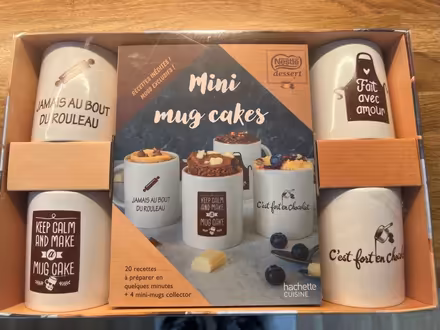 JAMAIS AU BOUT
DU ROULEAU
KEEP CALM
AND MAKE
a
MUG CAKE
RECETTES INÉDITES !
MUGS EXCLUSIFS !
Nestlé
dessert
Mini
mug cakes
JAMAIS AU BOUT
DU ROULEAU
KEEP CALM
AND MAKE
a
MUG CAKE
C'est fort en chocolat
20 recettes
à préparer en
quelques minutes
+ 4 mini-mugs collector
hachette
CUISINE
Fait
avec
amour
C'est fort en chocolat